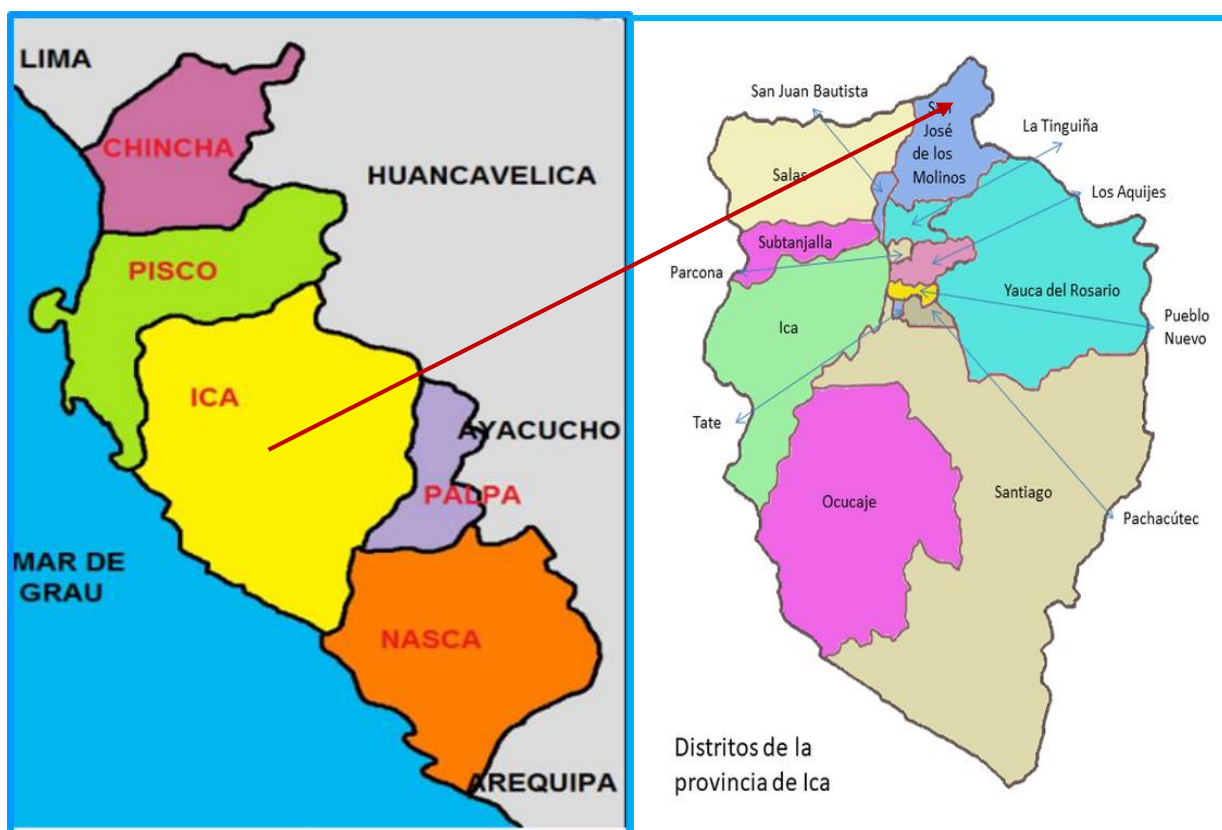 LIMA
CHINCHA
HUANCAVELICA
PISCO
ICA
AYACUCHO
PALPA
MAR DE
GRAU
NASCA
AREQUIPA
San Juan Bautista
San
José
de los
Molinos
La Tinguiña
Salas
Los Aquijes
Subtanjalla
Parcona
Yauca del Rosario
Ica
Pueblo
Nuevo
Tate
Ocucaje
Santiago
Pachacútec
Distritos de la
provincia de Ica